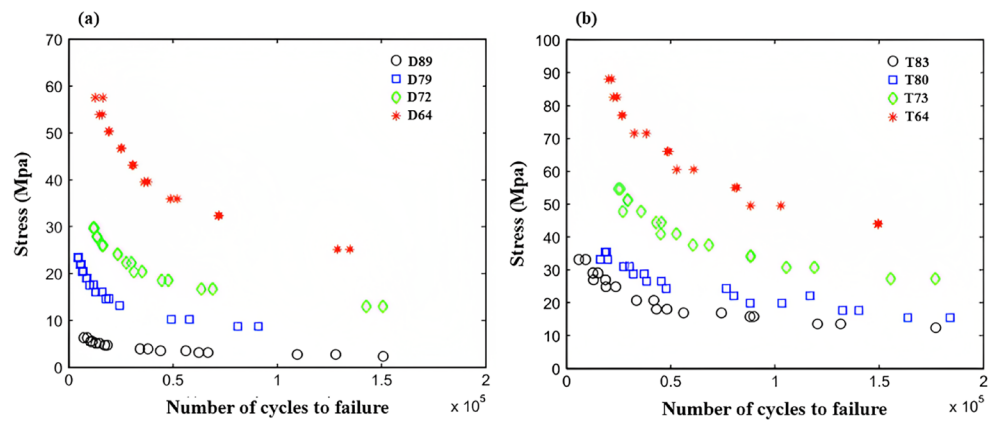 (a)
70
60
50
40
30
20
10
0
Stress (Mpa)
D89
D79
D72
D64
0 0.5 1 1.5 2
Number of cycles to failure
x 10^5
(b)
100
90
80
70
60
50
40
30
20
10
0
Stress (Mpa)
T83
T80
T73
T64
0 0.5 1 1.5 2
Number of cycles to failure
x 10^5